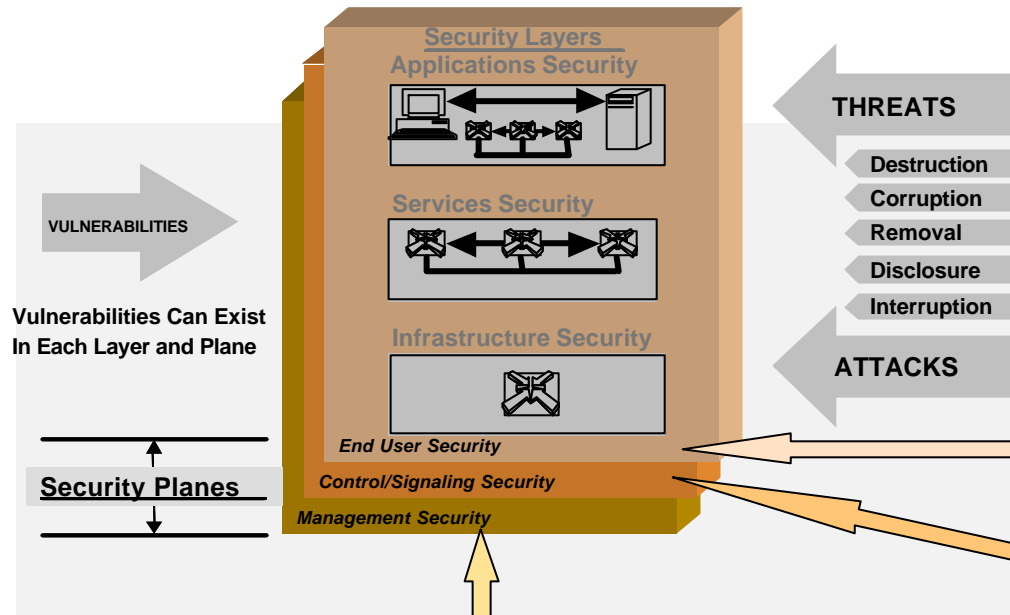 Security Layers
Applications Security
THREATS
Destruction
Corruption
Services Security
Removal
VULNERABILITIES
Disclosure
Interruption
Vulnerabilities Can Exist
In Each Layer and Plane
Infrastructure Security
ATTACKS
End User Security
Security Planes
Control/Signaling Security
Management Security